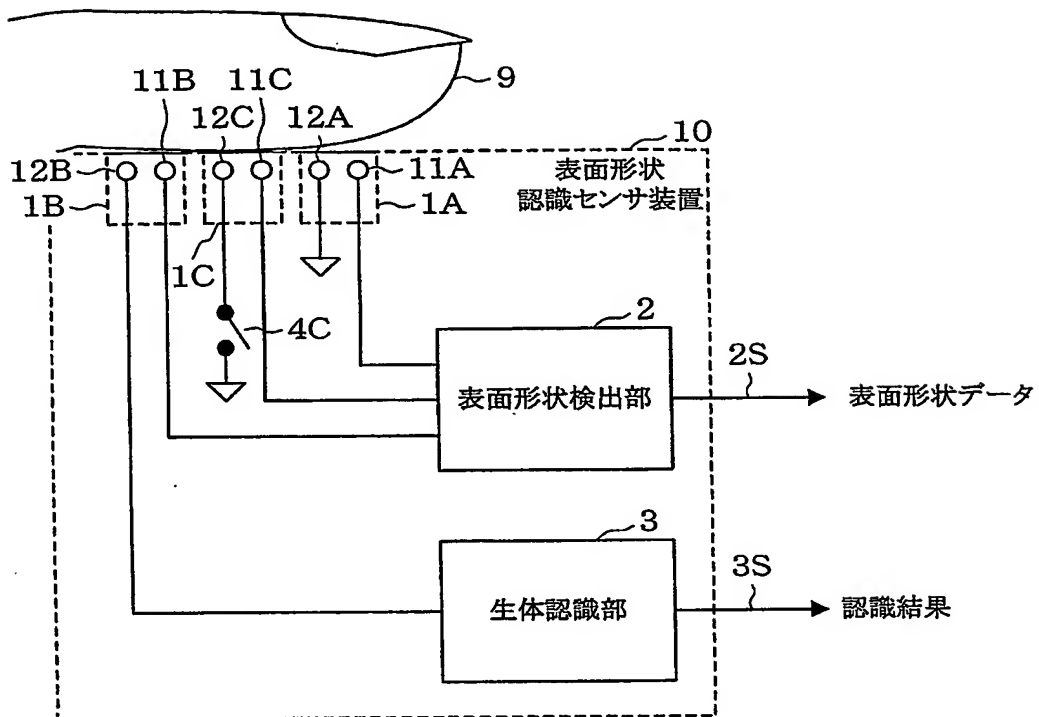 9
11B
11C
12C
12A
10
12B
11A
表面形状
認識センサ装置
1B
1A
1C
4C
2
2S
表面形状検出部
表面形状データ
3
3S
生体認識部
認識結果